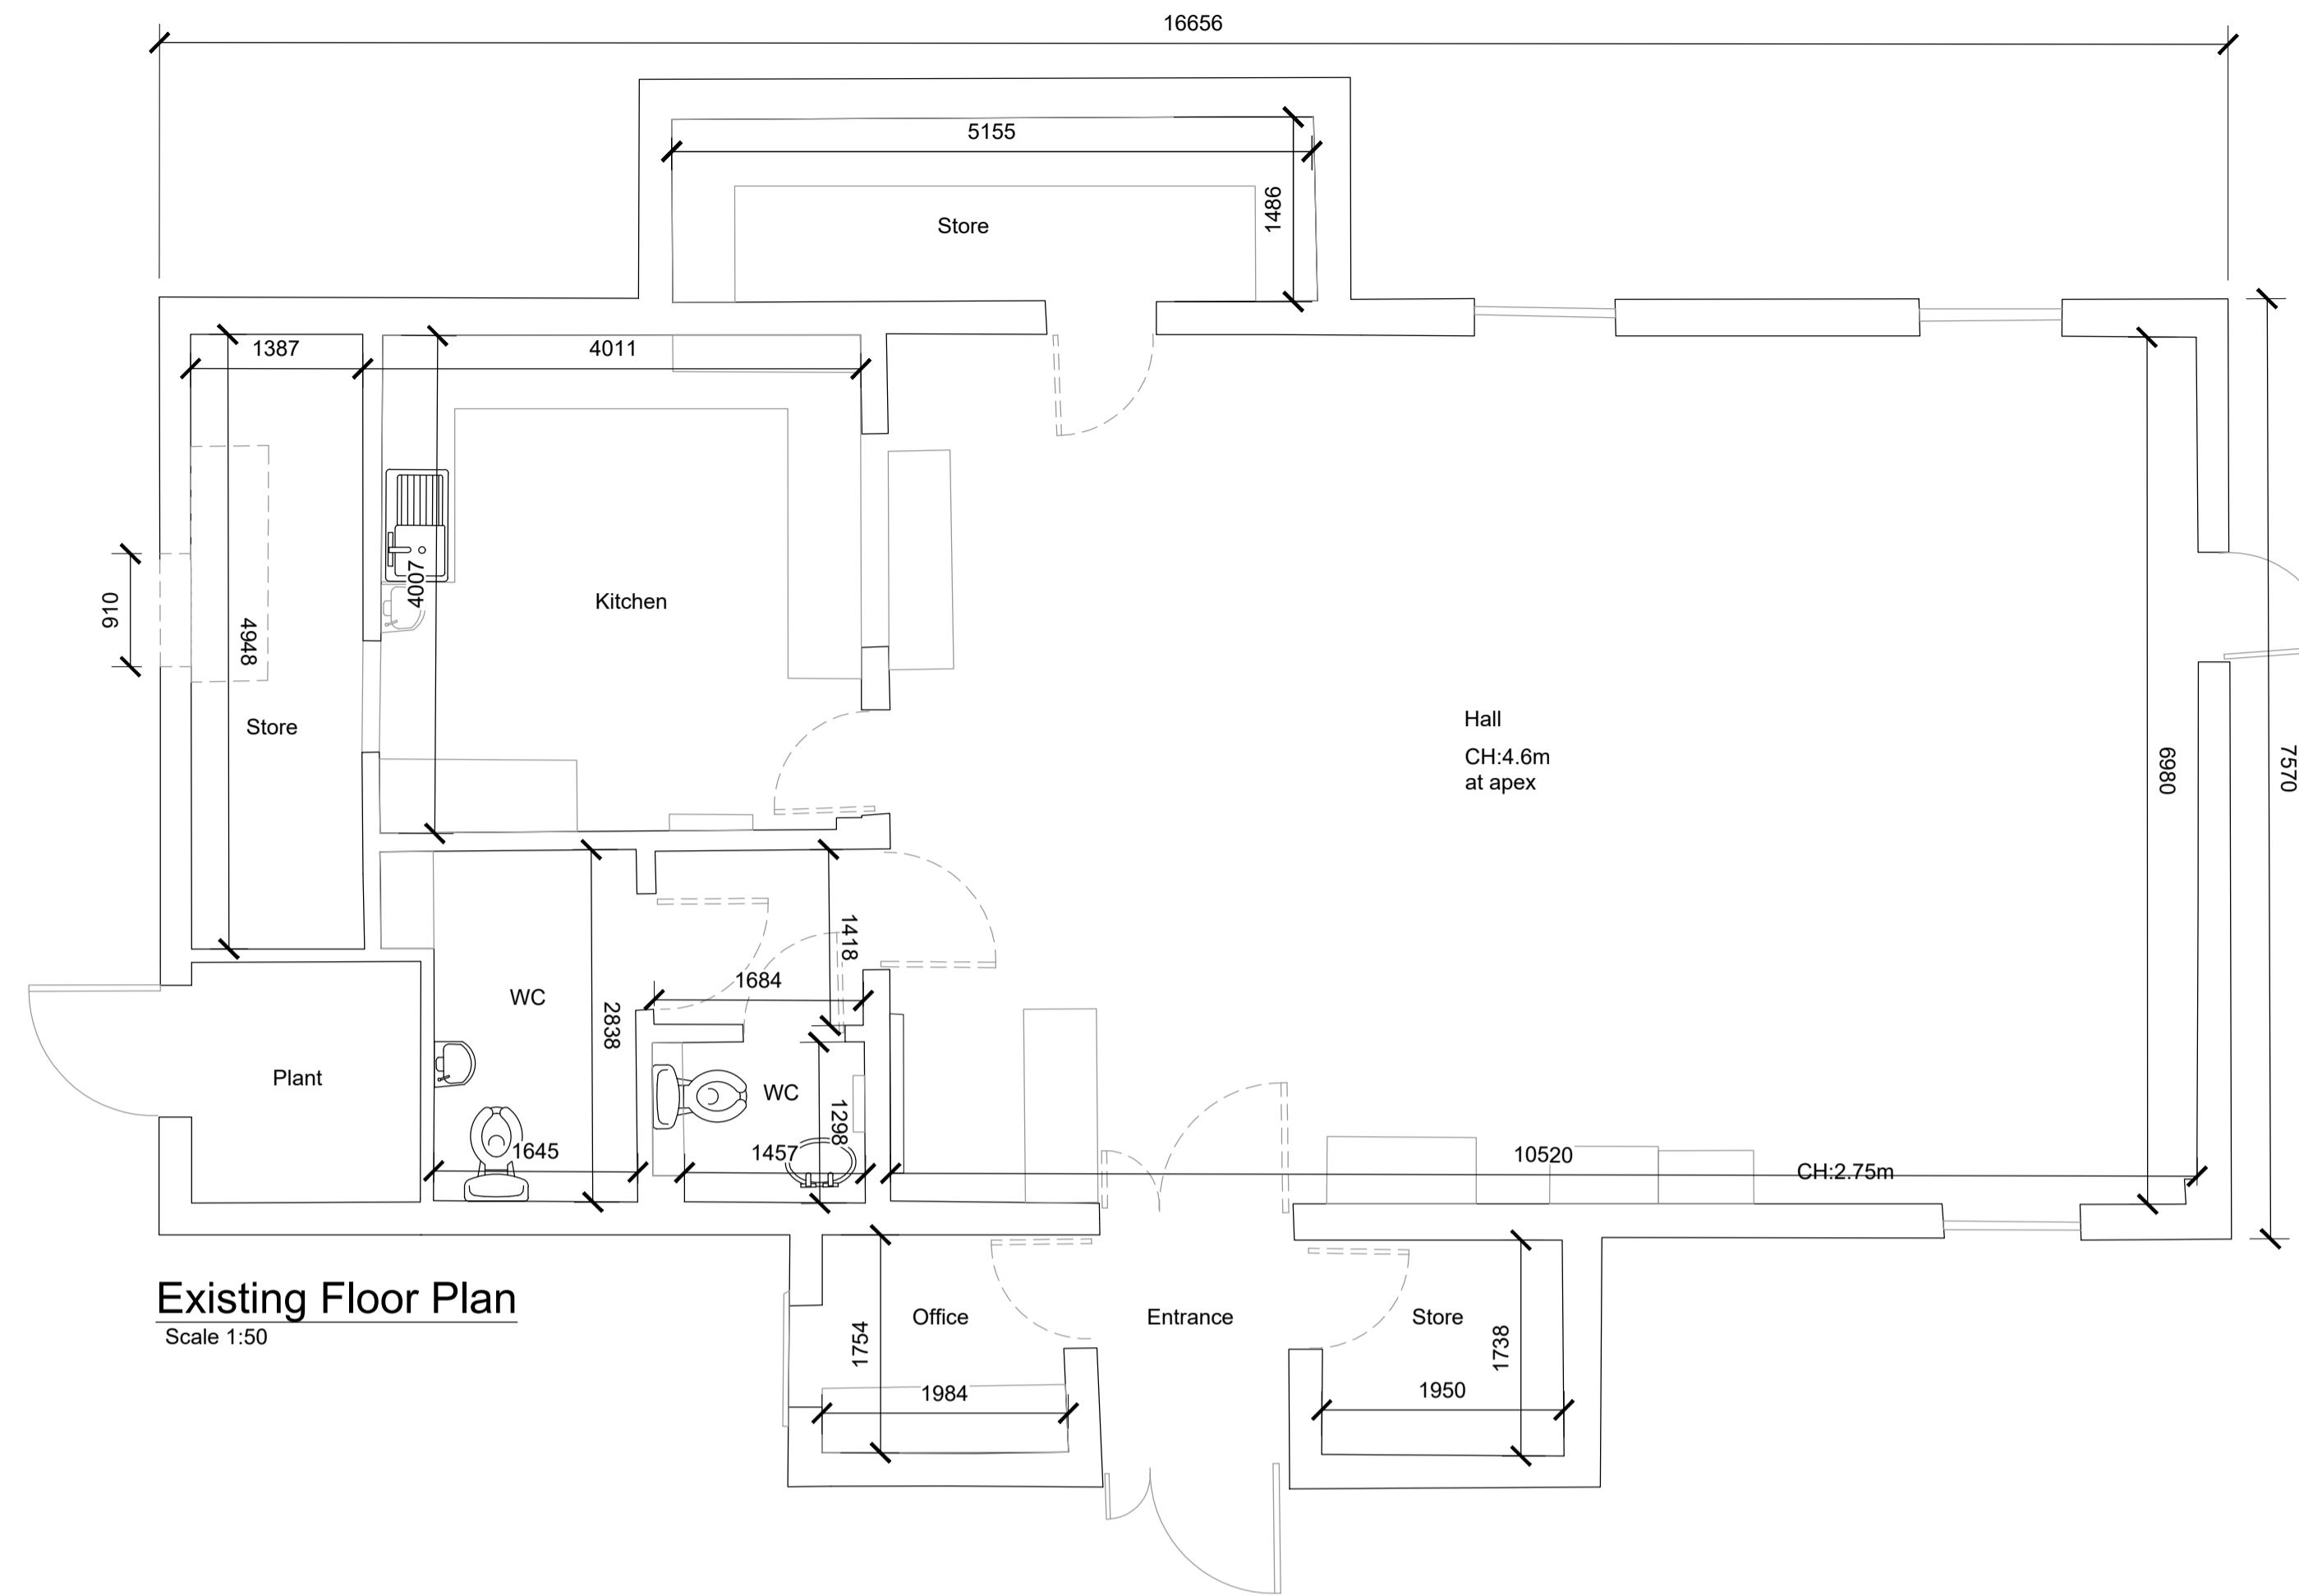 16656
5155
1486
Store
1387
4011
910
4007
4948
Kitchen
Store
Hall
CH:4.6m
at apex
6980
7570
1418
1684
WC
2838
Plant
WC
1298
1645
1457
10520
CH:2.75m
Existing Floor Plan
Scale 1:50
Office
Entrance
Store
1754
1738
1984
1950